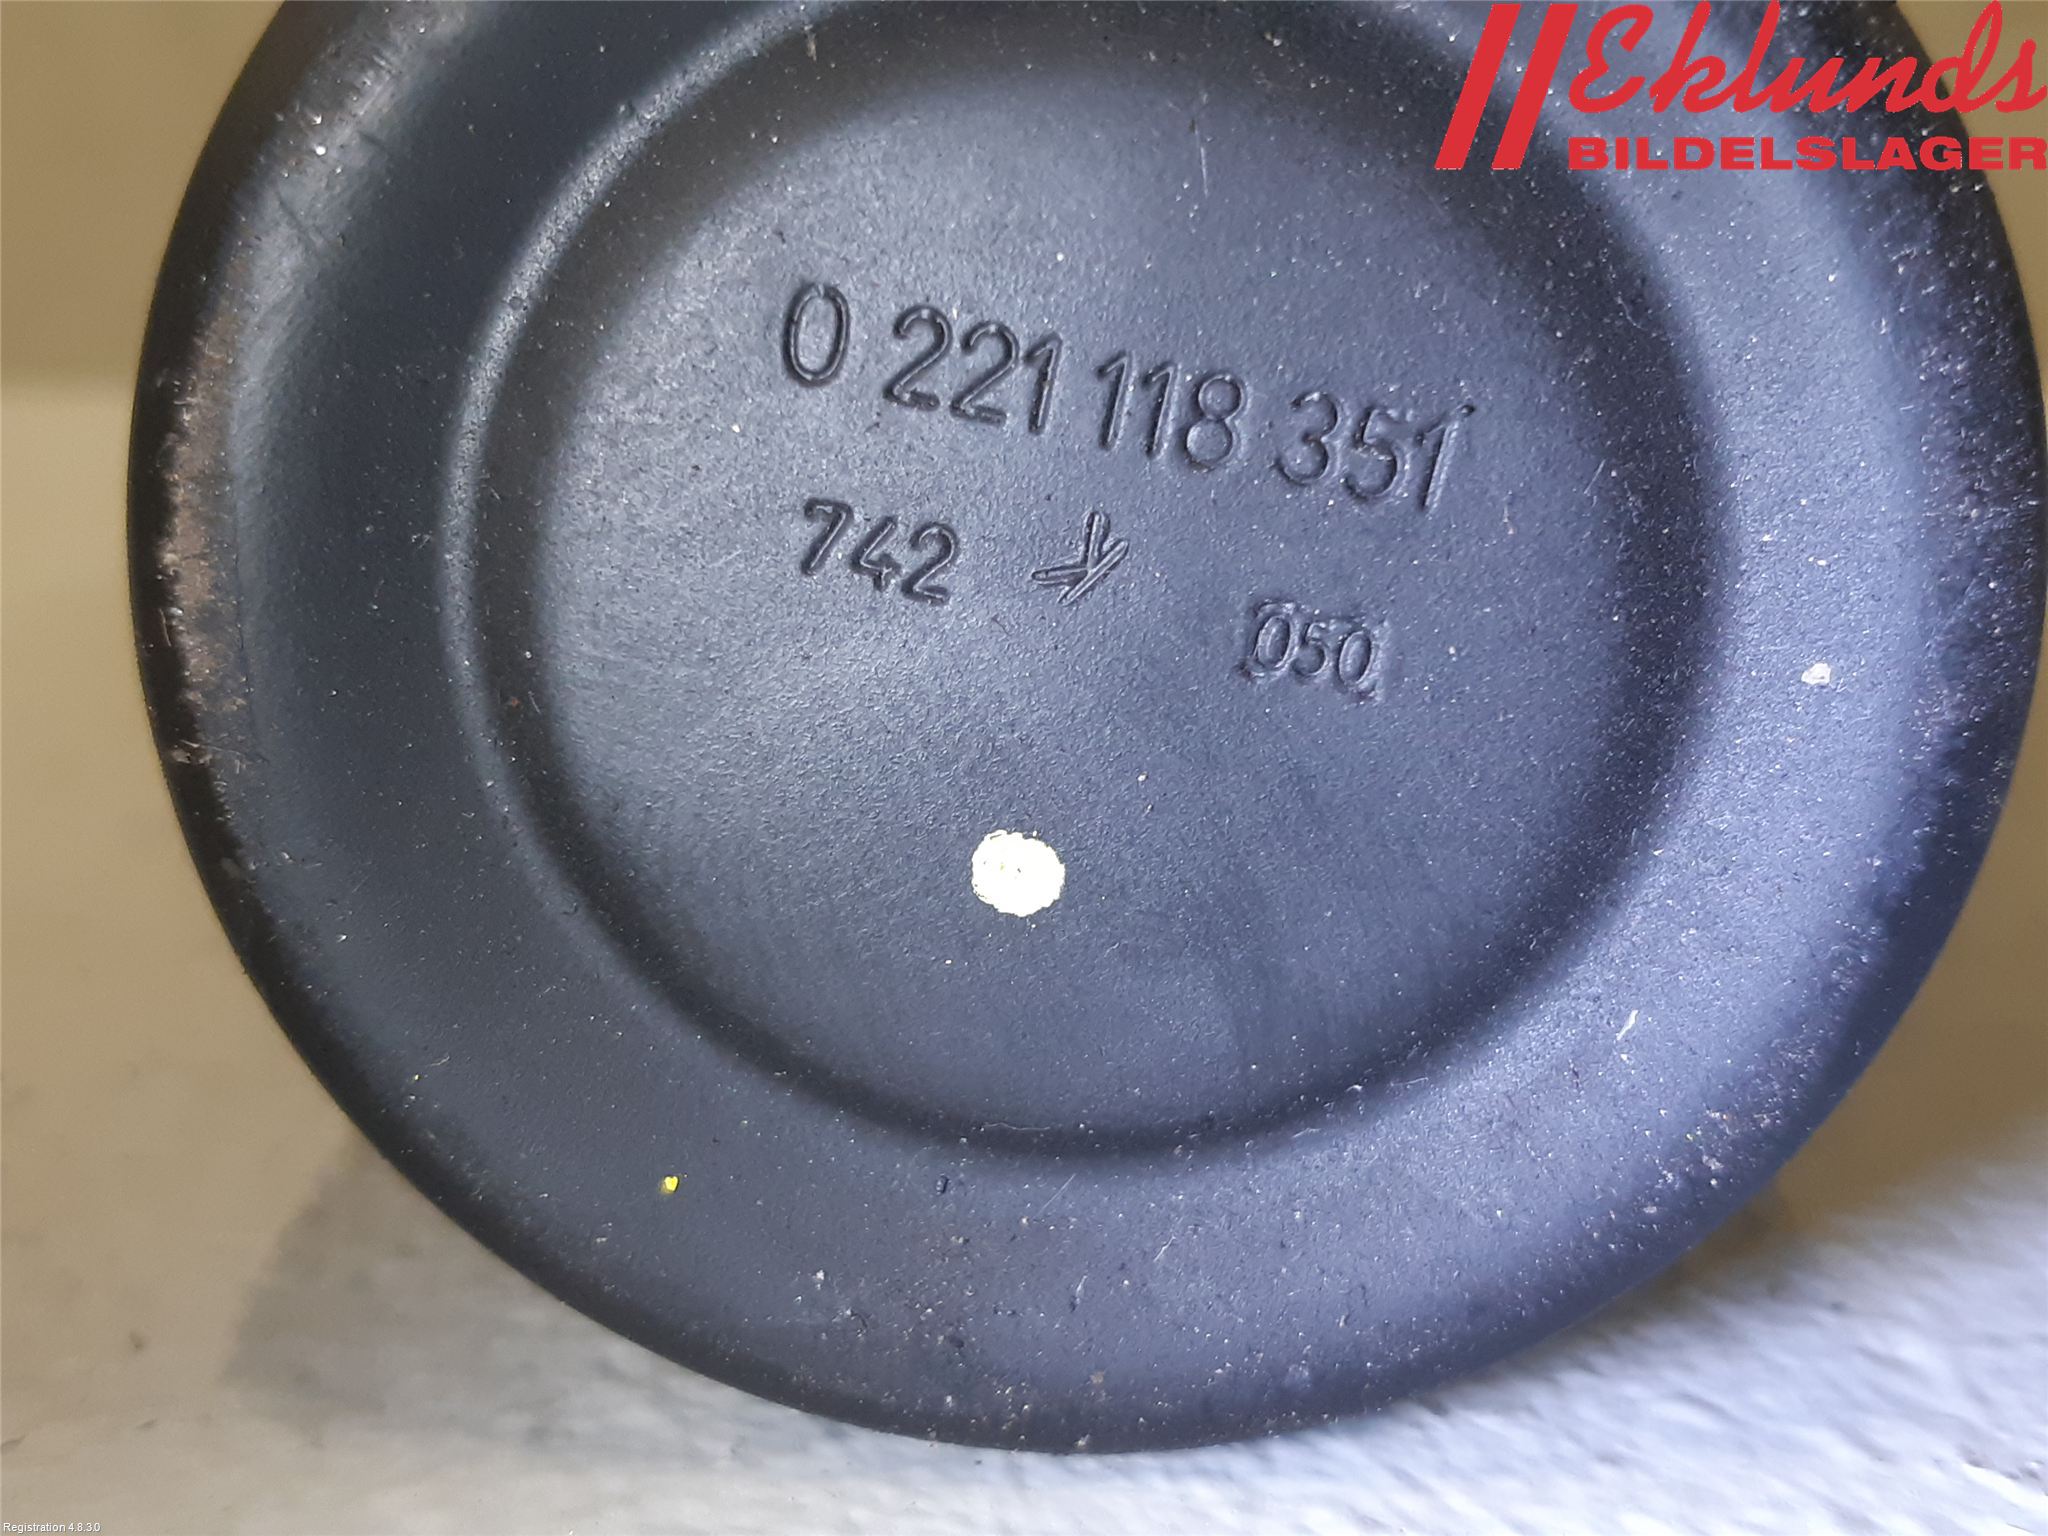 Eklunds
BILDELSLAGER
0 221 118 351
742
050
Registration 4.8.3.0